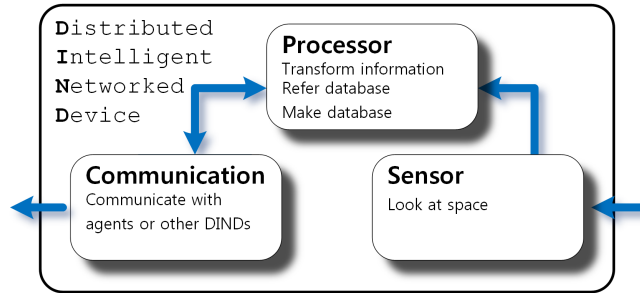 Distributed
Intelligent
Networked
Device
Processor
Transform information
Refer database
Make database
Communication
Communicate with
agents or other DINDs
Sensor
Look at space